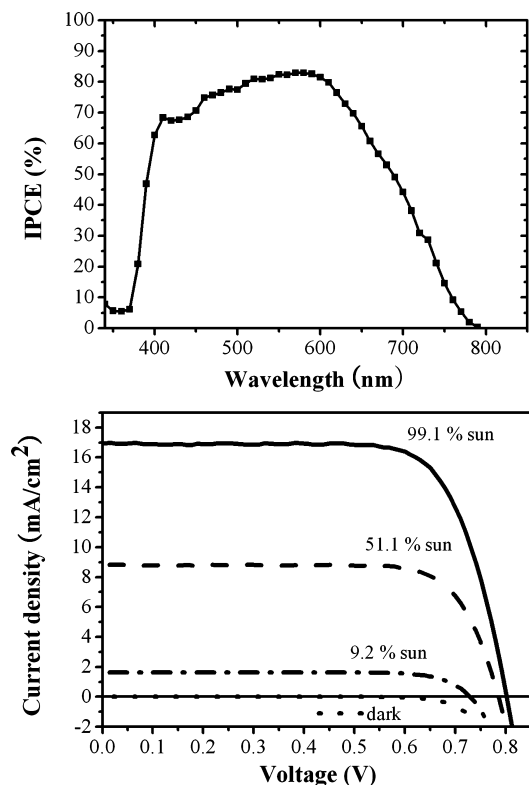 100
90
80
70
60
50
40
30
20
10
0
IPCE (%)
400 500 600 700 800
Wavelength (nm)
18
16
14
12
10
8
6
4
2
0
-2
Current density (mA/cm²)
99.1 % sun
51.1 % sun
9.2 % sun
dark
0.0 0.1 0.2 0.3 0.4 0.5 0.6 0.7 0.8
Voltage (V)